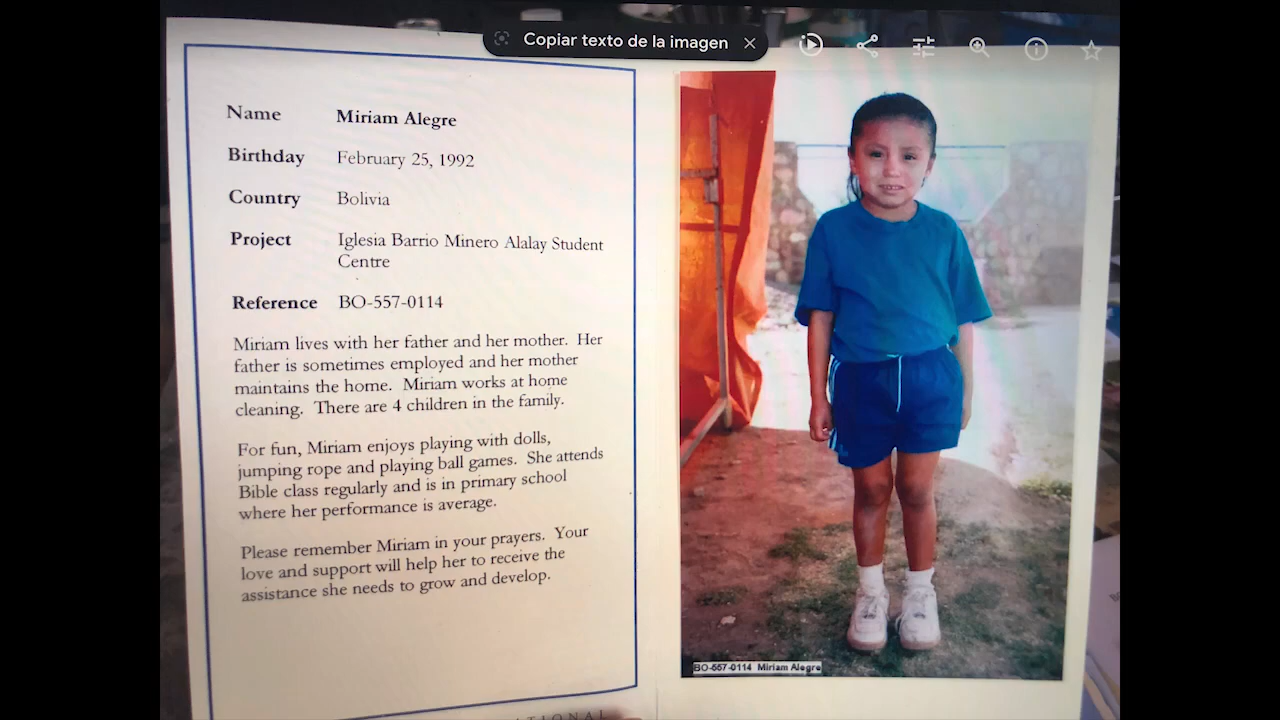 Copiar texto de la imagen
Name Miriam Alegre
Birthday February 25, 1992
Country Bolivia
Project Iglesia Barrio Minero Alalay Student
Centre
Reference BO-557-0114
Miriam lives with her father and her mother. Her
father is sometimes employed and her mother
maintains the home. Miriam works at home
cleaning. There are 4 children in the family.
For fun, Miriam enjoys playing with dolls,
jumping rope and playing ball games. She attends
Bible class regularly and is in primary school
where her performance is average.
Please remember Miriam in your prayers. Your
love and support will help her to receive the
assistance she needs to grow and develop.
BO-557-0114 Miriam Alegre